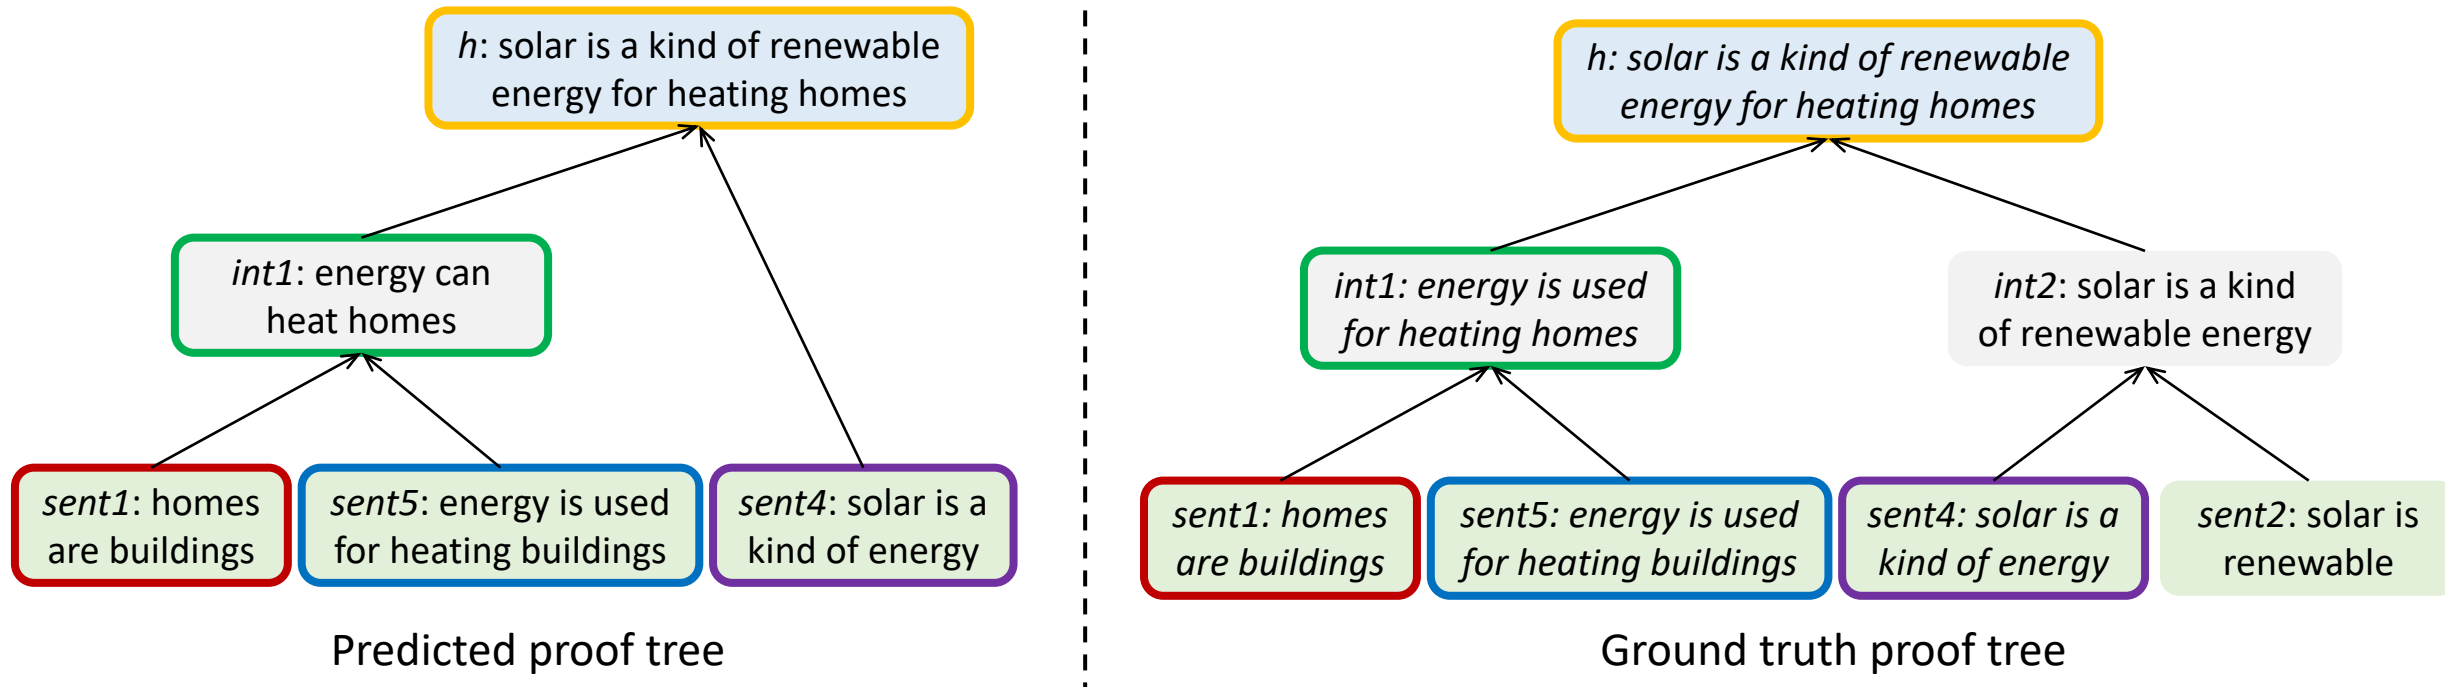 h: solar is a kind of renewable
energy for heating homes
int1: energy can
heat homes
sent1: homes
are buildings
sent5: energy is used
for heating buildings
sent4: solar is a
kind of energy
Predicted proof tree
h: solar is a kind of renewable
energy for heating homes
int1: energy is used
for heating homes
int2: solar is a kind
of renewable energy
sent1: homes
are buildings
sent5: energy is used
for heating buildings
sent4: solar is a
kind of energy
sent2: solar is
renewable
Ground truth proof tree